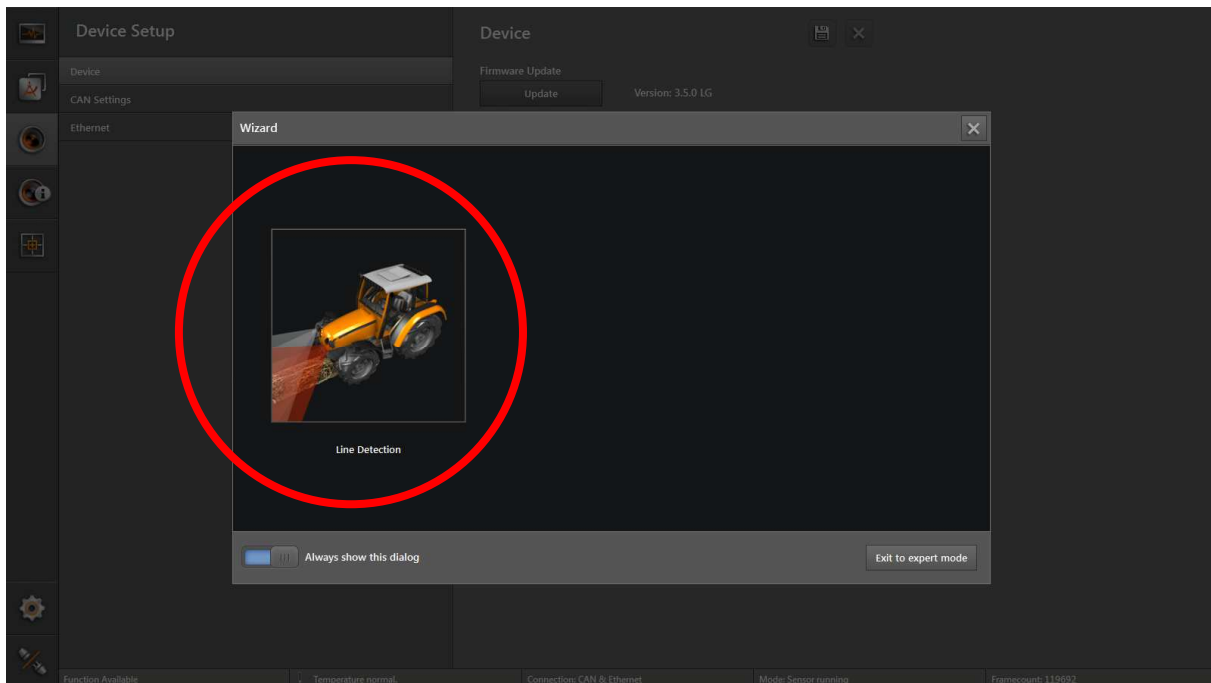 Device Setup
Device
Device
Firmware Update
CAN Settings
Update
Version: 3.5.0 LG
Ethernet
Wizard
Line Detection
Always show this dialog
Exit to expert mode
Function Available
Temperature normal.
Connection: CAN & Ethernet
Mode: Sensor running
Framecount: 119692